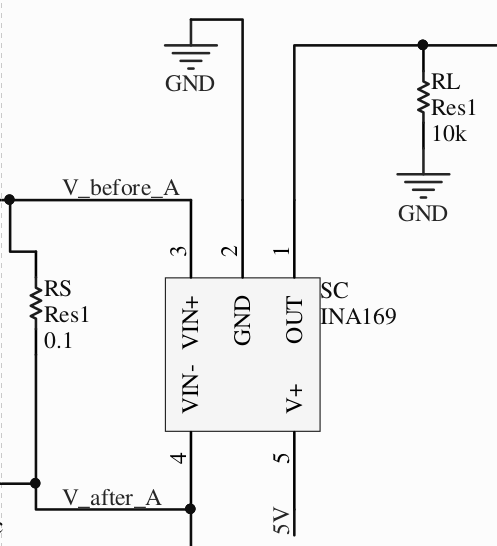 GND
RL
Res1
10k
GND
V_before_A
3
2
1
RS
Res1
0.1
VIN+
GND
OUT
SC
INA169
VIN-
V+
4
5
V_after_A
5V